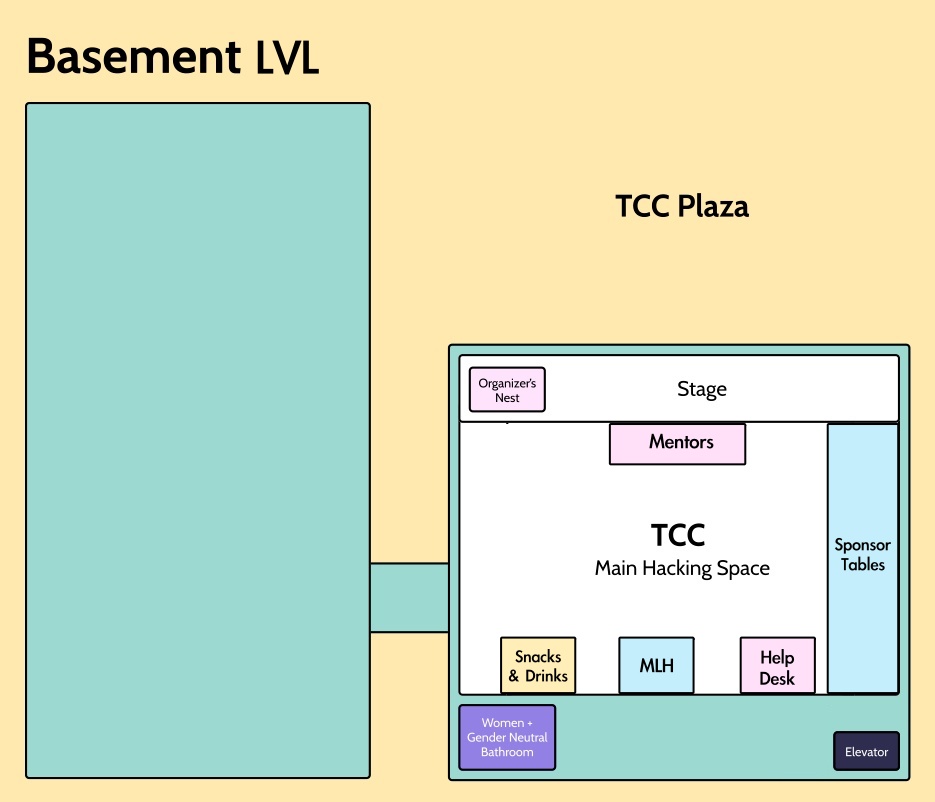 Basement LVL
TCC Plaza
Organizer's
Nest
Stage
Mentors
TCC
Main Hacking Space
Sponsor
Tables
Snacks
& Drinks
MLH
Help
Desk
Women +
Gender Neutral
Bathroom
Elevator